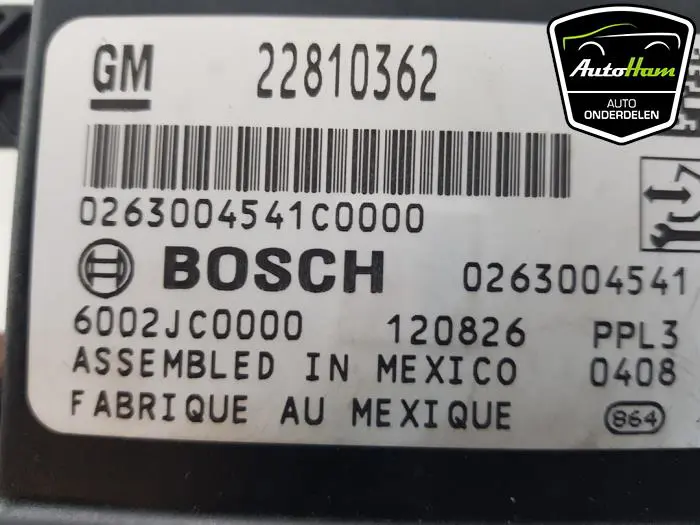 GM 22810362
AutoHam
AUTO
ONDERDELEN
0263004541C0000
BOSCH 0263004541
6002JC0000 120826 PPL3
ASSEMBLED IN MEXICO 0408
FABRIQUE AU MEXIQUE 864